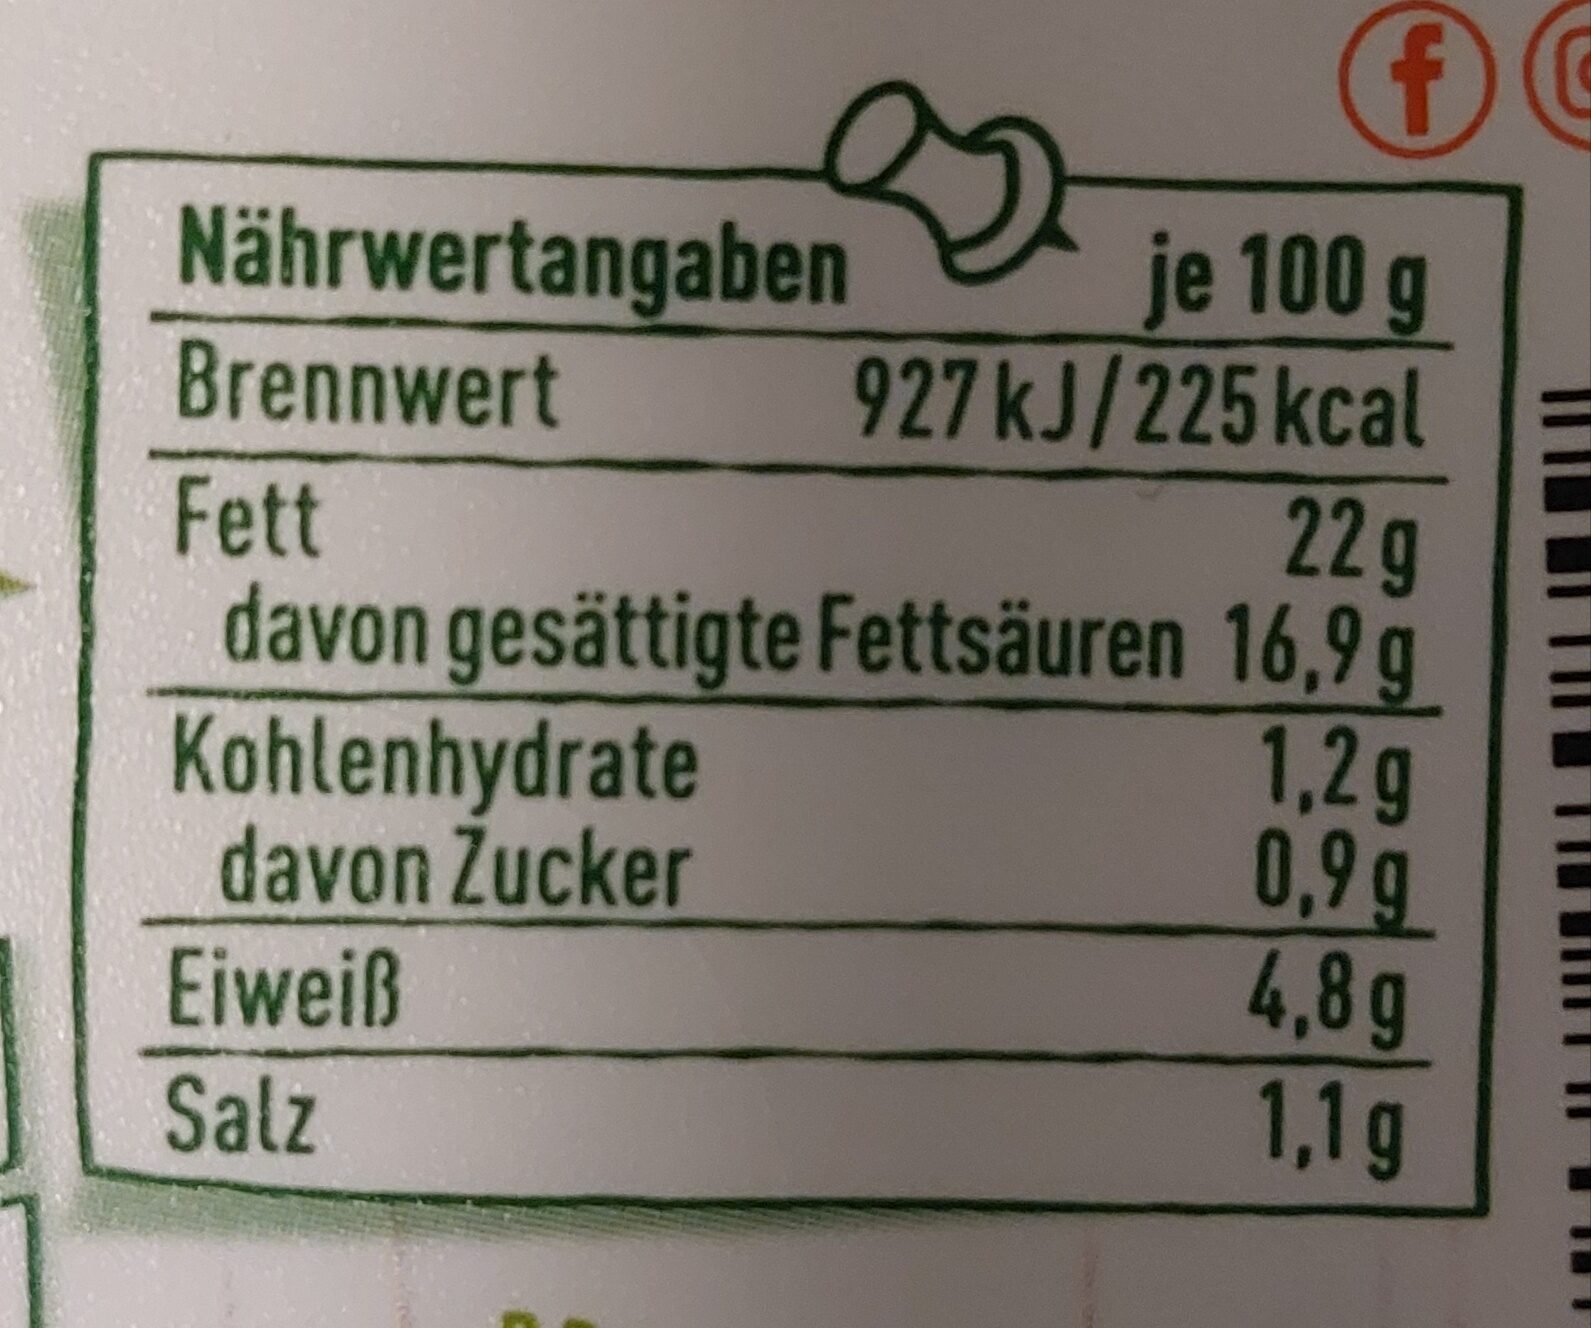 Nährwertangaben je 100 g
Brennwert 927 kJ/225 kcal
Fett 22 g
davon gesättigte Fettsäuren 16,9 g
Kohlenhydrate 1,2 g
davon Zucker 0,9 g
Eiweiß 4,8 g
Salz 1,1 g